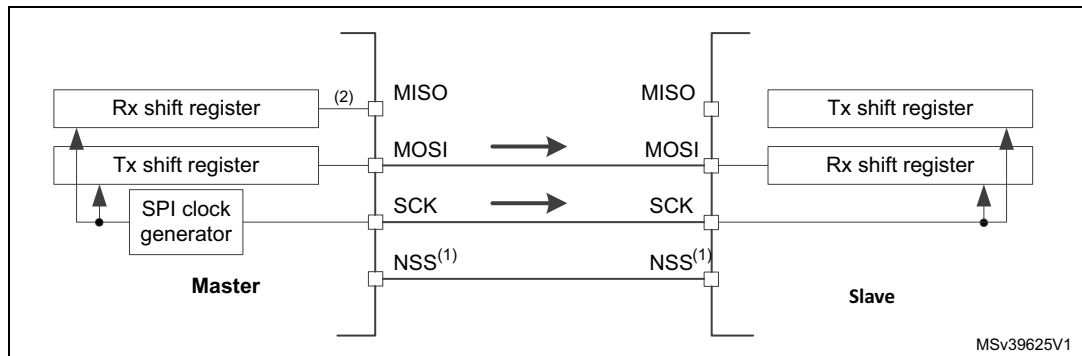 MISO
MISO
Rx shift register
(2)
Tx shift register
MOSI
MOSI
Tx shift register
Rx shift register
SPI clock
generator
SCK
SCK
NSS(1)
NSS(1)
Master
Slave
MSv39625V1